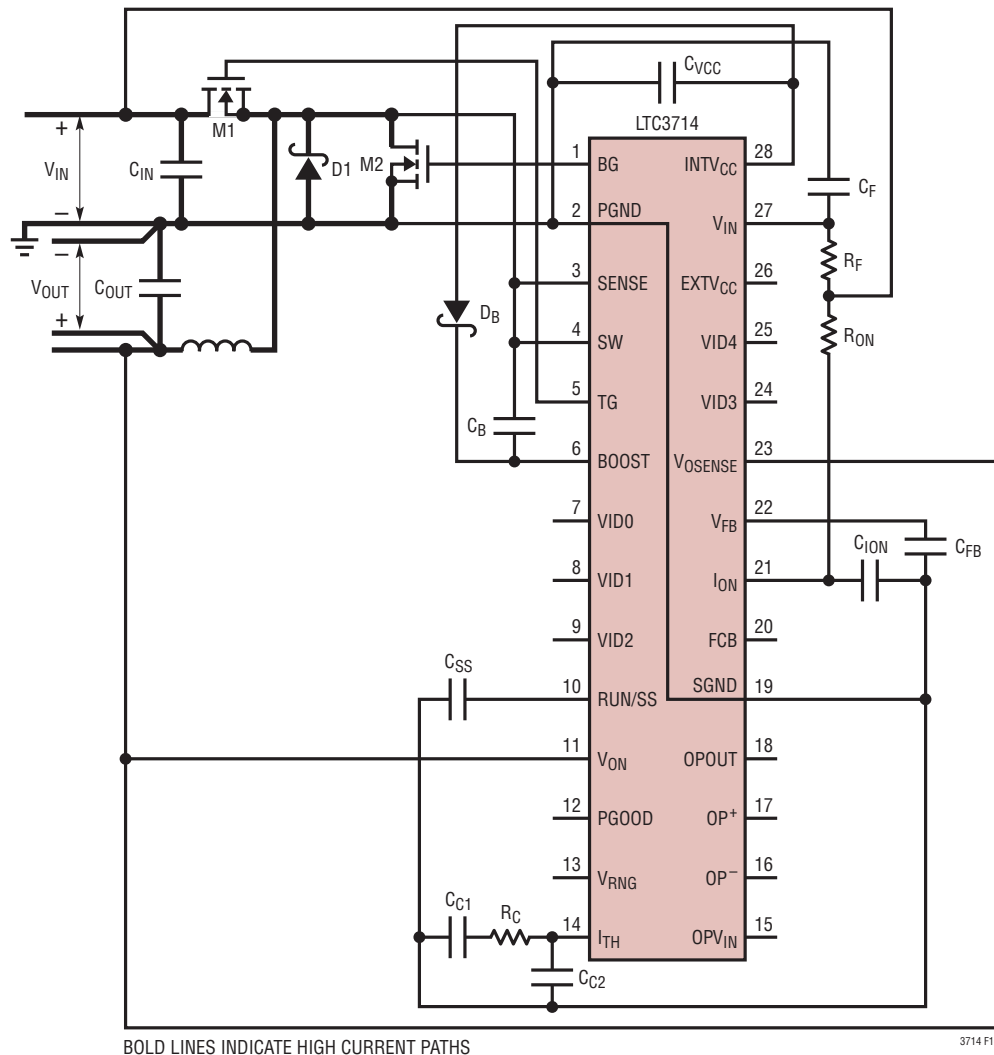 CVCC
LTC3714
M1
VIN
+
–
CIN
D1
M2
VOUT
–
+
COUT
DB
CB
CF
RF
RON
CION
CFB
CSS
CC1
RC
CC2
1 BG
2 PGND
3 SENSE
4 SW
5 TG
6 BOOST
7 VID0
8 VID1
9 VID2
10 RUN/SS
11 VON
12 PGOOD
13 VRNG
14 ITH
INTVCC 28
VIN 27
EXTVCC 26
VID4 25
VID3 24
VOSENSE 23
VFB 22
ION 21
FCB 20
SGND 19
OPOUT 18
OP+ 17
OP– 16
OPVIN 15
BOLD LINES INDICATE HIGH CURRENT PATHS
3714 F1